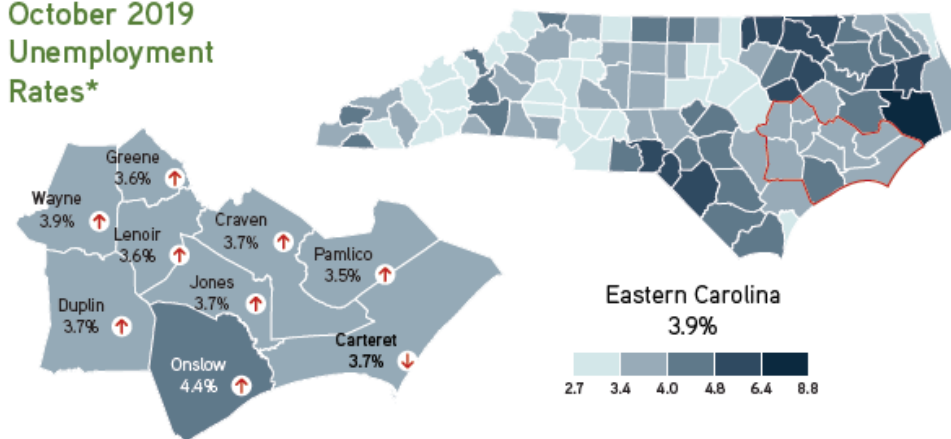 October 2019
Unemployment
Rates*
Greene
3.6%
Wayne
3.9%
Lenoir
3.6%
Craven
3.7%
Pamlico
3.5%
Jones
3.7%
Duplin
3.7%
Onslow
4.4%
Carteret
3.7%
Eastern Carolina
3.9%
2.7 3.4 4.0 4.8 6.4 8.8